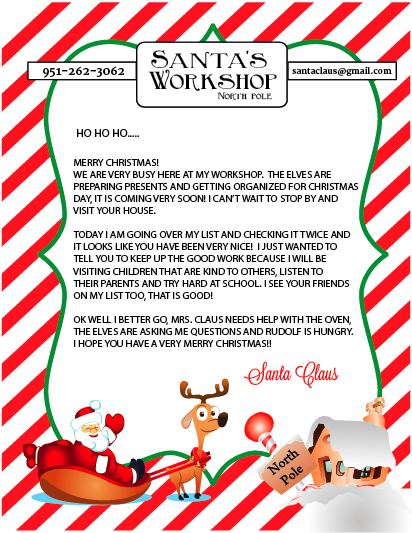 SANTA'S
WORKSHOP
NORTH POLE
951-262-3062
santaclaus@gmail.com
HO HO HO.....
MERRY CHRISTMAS!
WE ARE VERY BUSY HERE AT MY WORKSHOP. THE ELVES ARE
PREPARING PRESENTS AND GETTING ORGANIZED FOR CHRISTMAS
DAY, IT IS COMING VERY SOON! I CAN'T WAIT TO STOP BY AND
VISIT YOUR HOUSE.
TODAY I AM GOING OVER MY LIST AND CHECKING IT TWICE AND
IT LOOKS LIKE YOU HAVE BEEN VERY NICE! I JUST WANTED TO
TELL YOU TO KEEP UP THE GOOD WORK BECAUSE I WILL BE
VISITING CHILDREN THAT ARE KIND TO OTHERS, LISTEN TO
THEIR PARENTS AND TRY HARD AT SCHOOL. I SEE YOUR FRIENDS
ON MY LIST TOO, THAT IS GOOD!
OK WELL I BETTER GO, MRS. CLAUS NEEDS HELP WITH THE OVEN,
THE ELVES ARE ASKING ME QUESTIONS AND RUDOLF IS HUNGRY.
I HOPE YOU HAVE A VERY MERRY CHRISTMAS!!
Santa Claus
North
Pole